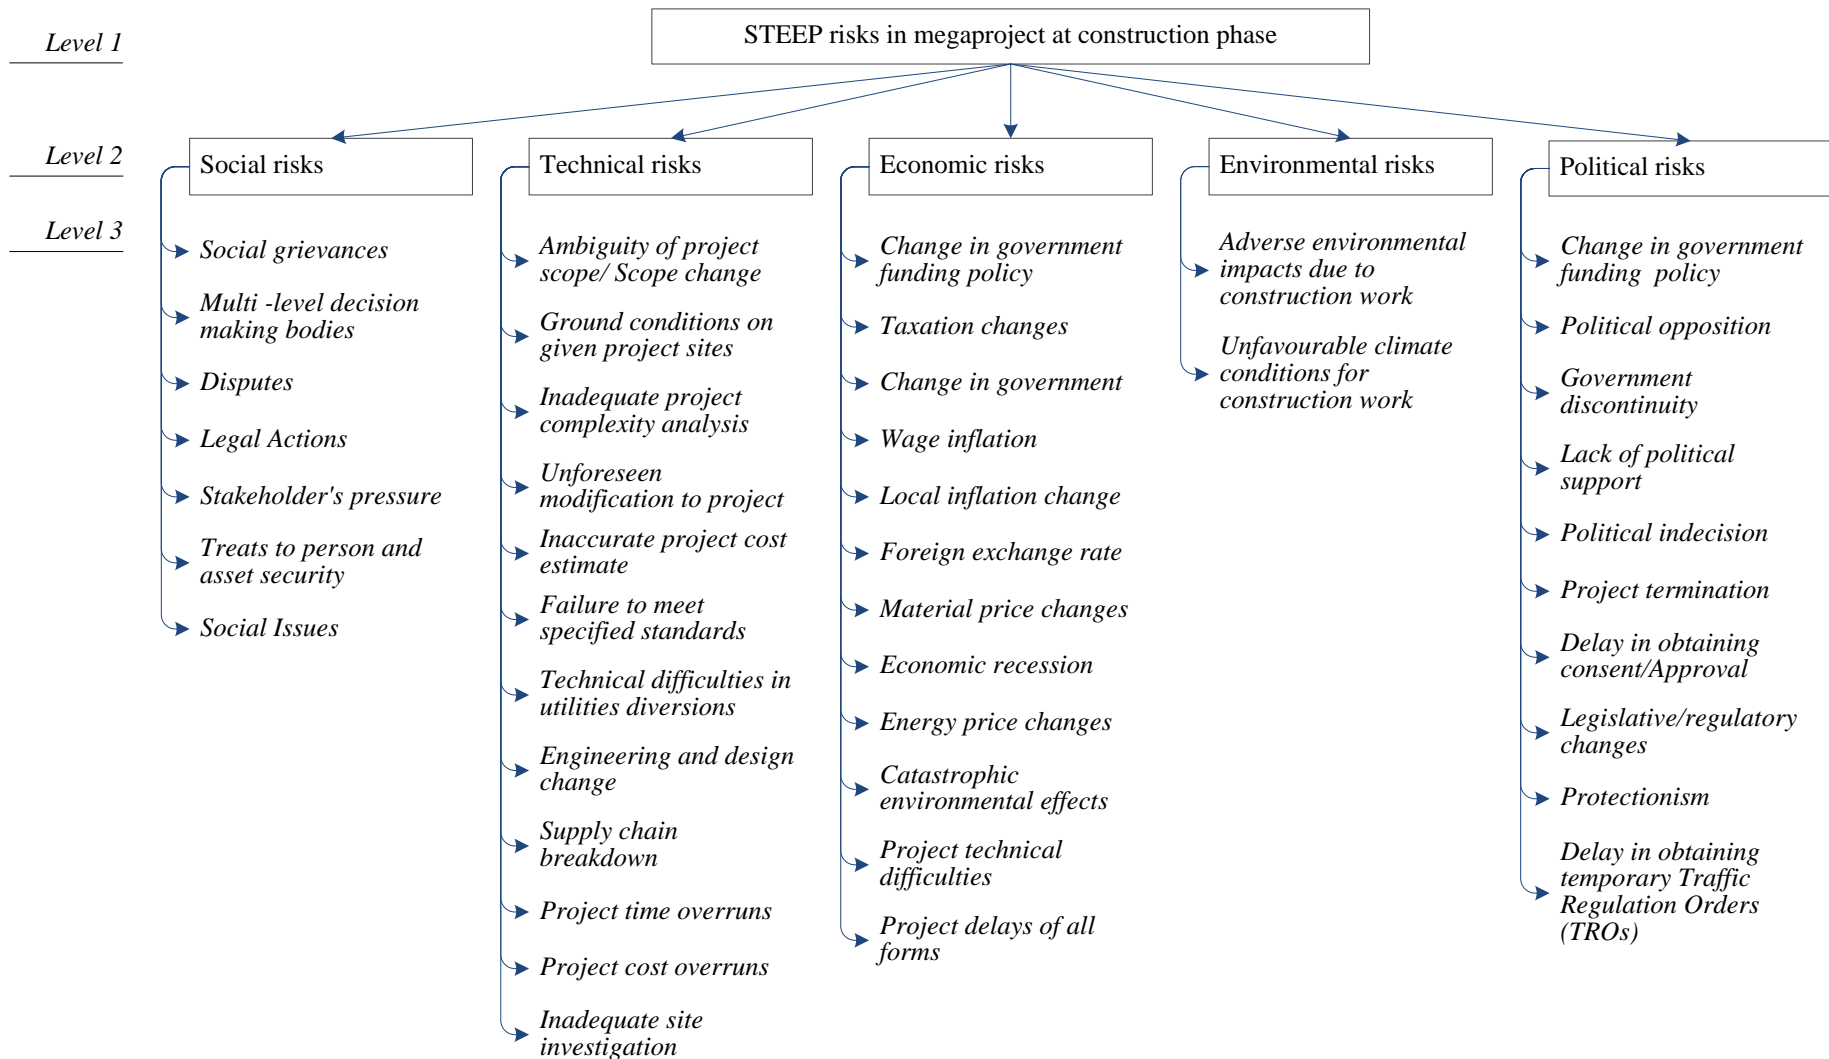 STEEP risks in megaproject at construction phase
Level 1
Level 2
Level 3
Social risks
Social grievances
Multi -level decision
making bodies
Disputes
Legal Actions
Stakeholder's pressure
Treats to person and
asset security
Social Issues
Technical risks
Ambiguity of project
scope/ Scope change
Ground conditions on
given project sites
Inadequate project
complexity analysis
Unforeseen
modification to project
Inaccurate project cost
estimate
Failure to meet
specified standards
Technical difficulties in
utilities diversions
Engineering and design
change
Supply chain
breakdown
Project time overruns
Project cost overruns
Inadequate site
investigation
Economic risks
Change in government
funding policy
Taxation changes
Change in government
Wage inflation
Local inflation change
Foreign exchange rate
Material price changes
Economic recession
Energy price changes
Catastrophic
environmental effects
Project technical
difficulties
Project delays of all
forms
Environmental risks
Adverse environmental
impacts due to
construction work
Unfavourable climate
conditions for
construction work
Political risks
Change in government
funding  policy
Political opposition
Government
discontinuity
Lack of political
support
Political indecision
Project termination
Delay in obtaining
consent/Approval
Legislative/regulatory
changes
Protectionism
Delay in obtaining
temporary Traffic
Regulation Orders
(TROs)